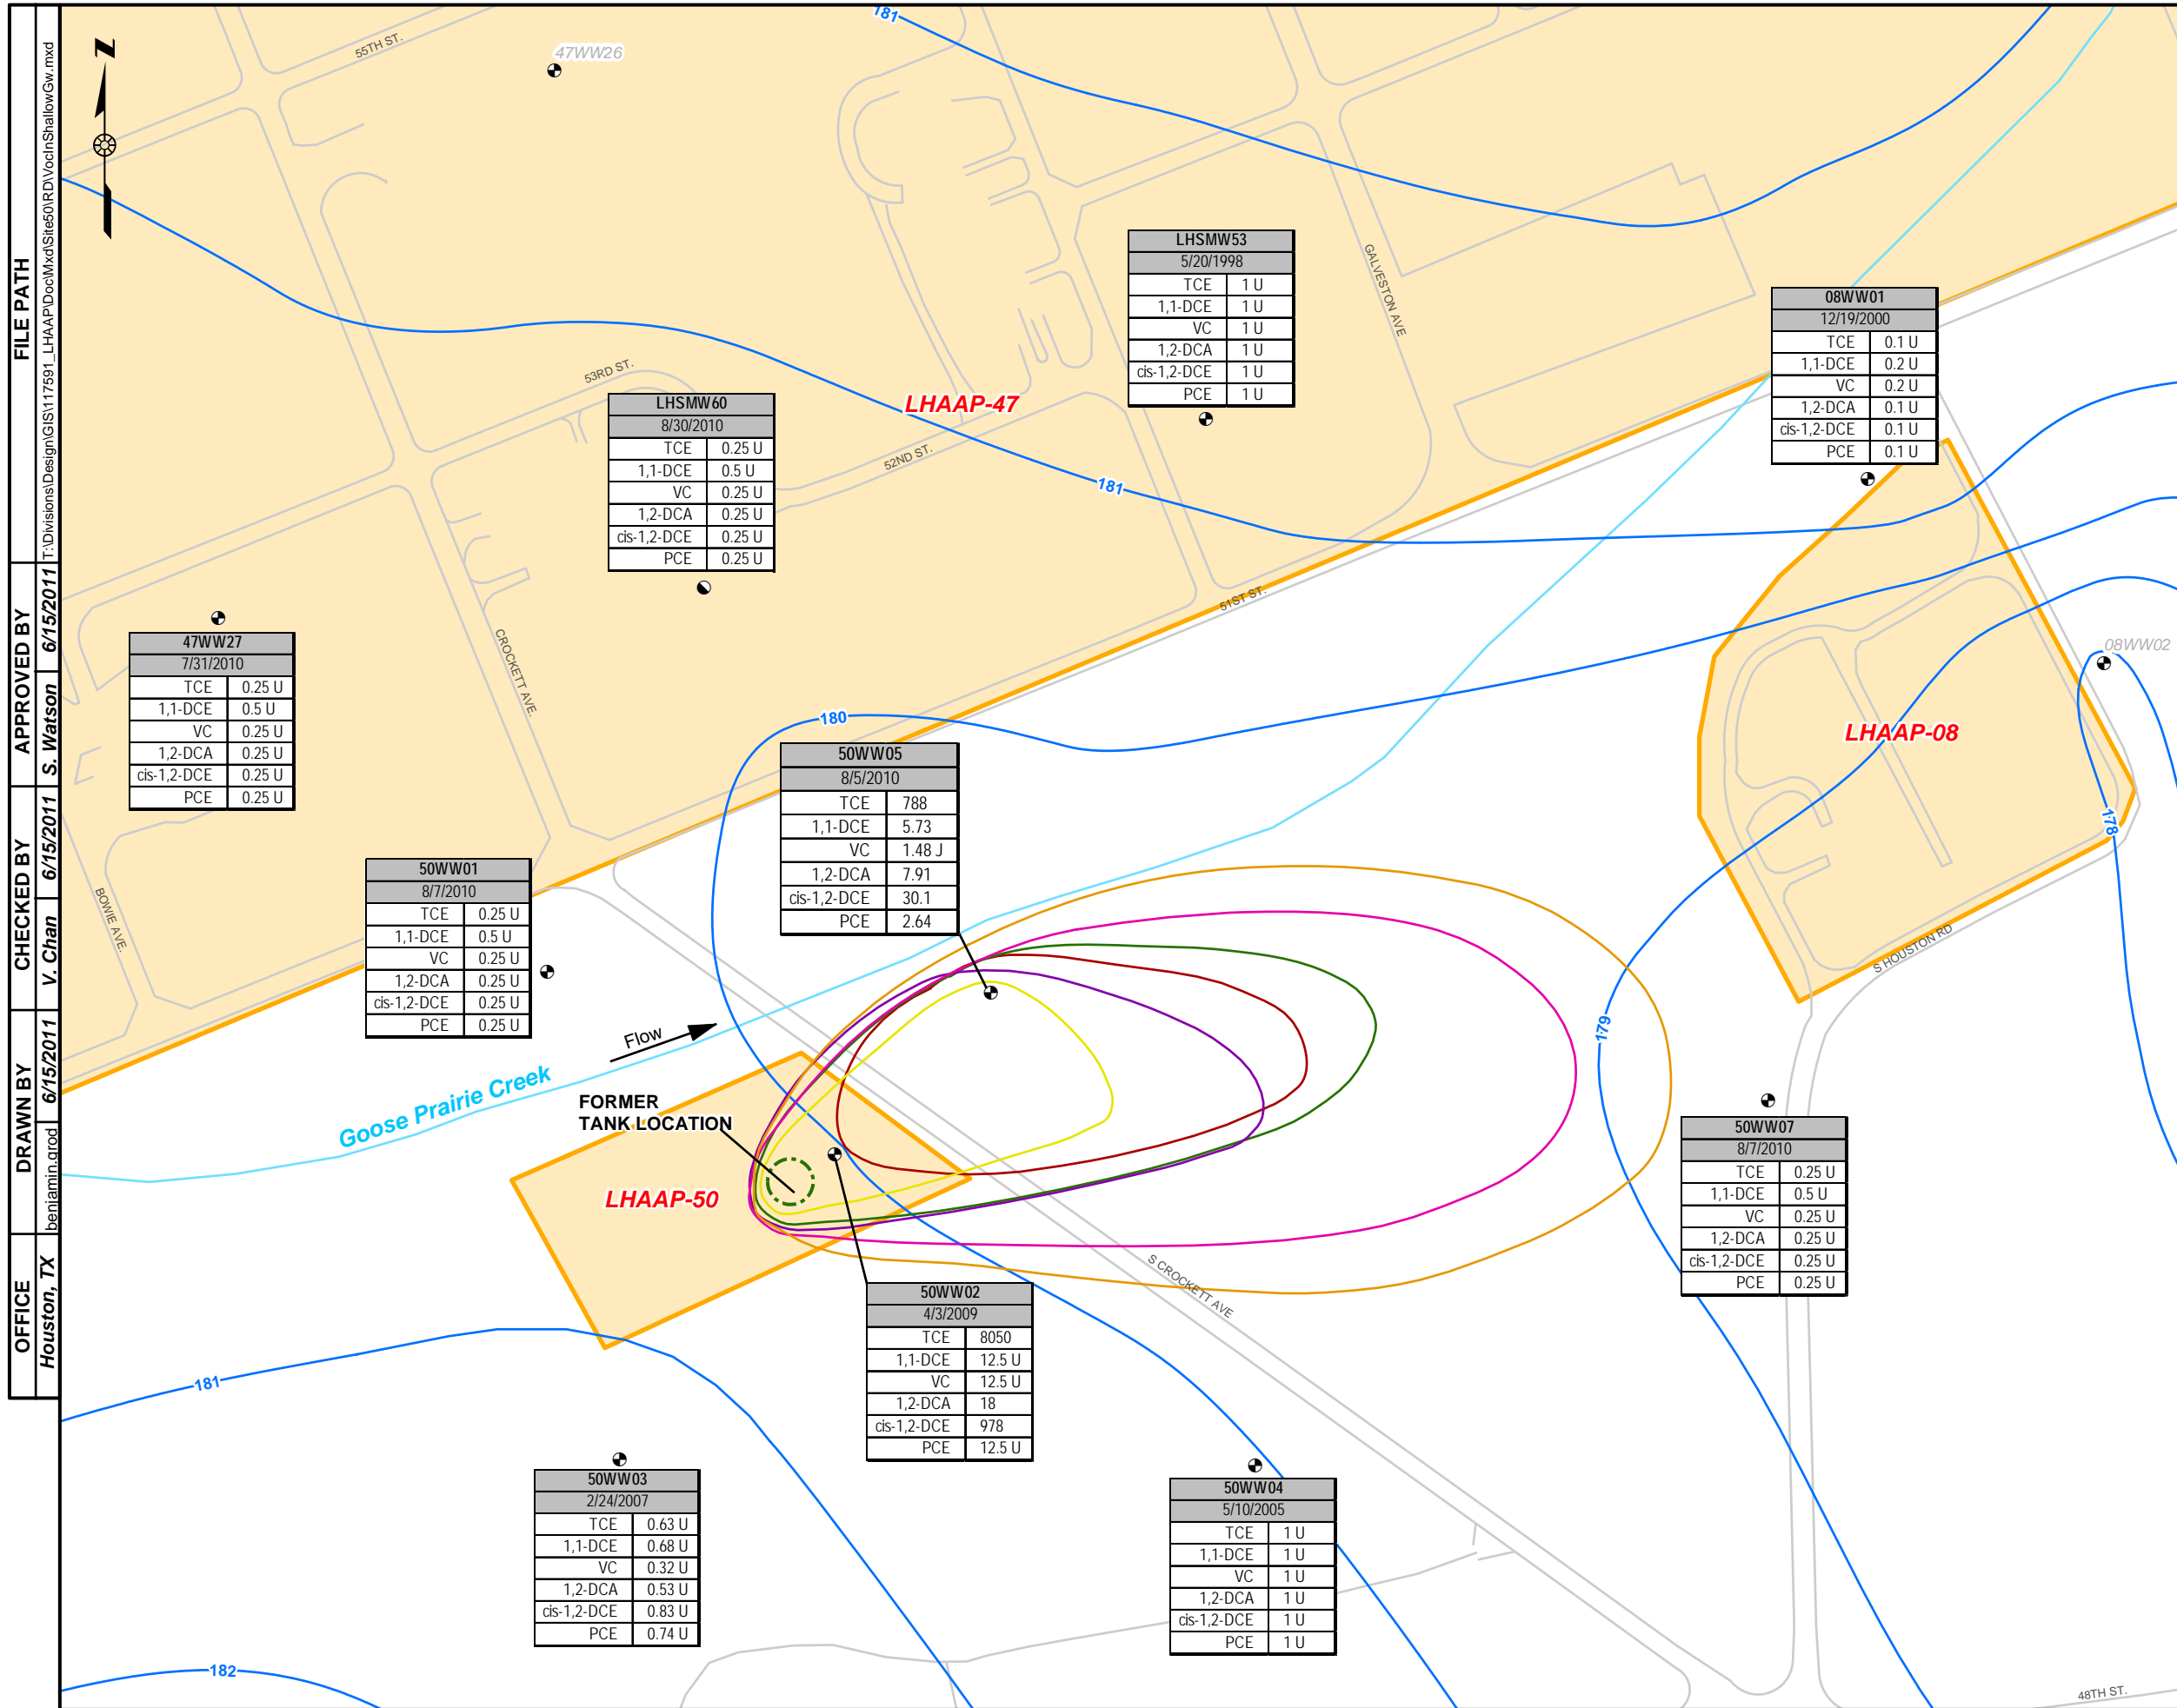 FILE PATH
T:\Divisions\Design\GIS\117591_LHAAP\DocMxd\Site50\RD\VocInShallowGw.mxd
APPROVED BY
S. Watson 6/15/2011
CHECKED BY
V. Chan 6/15/2011
DRAWN BY
benjamin.grod 6/15/2011
OFFICE
Houston, TX
N
55TH ST.
47WW26
181
53RD ST.
52ND ST.
LHAAP-47
181
GALVESTON AVE
51ST ST.
CROCKETT AVE.
BOWIE AVE.
LHSMW53
5/20/1998
TCE 1 U
1,1-DCE 1 U
VC 1 U
1,2-DCA 1 U
cis-1,2-DCE 1 U
PCE 1 U
08WW01
12/19/2000
TCE 0.1 U
1,1-DCE 0.2 U
VC 0.2 U
1,2-DCA 0.1 U
cis-1,2-DCE 0.1 U
PCE 0.1 U
LHSMW60
8/30/2010
TCE 0.25 U
1,1-DCE 0.5 U
VC 0.25 U
1,2-DCA 0.25 U
cis-1,2-DCE 0.25 U
PCE 0.25 U
47WW27
7/31/2010
TCE 0.25 U
1,1-DCE 0.5 U
VC 0.25 U
1,2-DCA 0.25 U
cis-1,2-DCE 0.25 U
PCE 0.25 U
08WW02
LHAAP-08
178
180
50WW05
8/5/2010
TCE 788
1,1-DCE 5.73
VC 1.48 J
1,2-DCA 7.91
cis-1,2-DCE 30.1
PCE 2.64
50WW01
8/7/2010
TCE 0.25 U
1,1-DCE 0.5 U
VC 0.25 U
1,2-DCA 0.25 U
cis-1,2-DCE 0.25 U
PCE 0.25 U
S HOUSTON RD
179
Flow
Goose Prairie Creek
FORMER
TANK LOCATION
LHAAP-50
50WW07
8/7/2010
TCE 0.25 U
1,1-DCE 0.5 U
VC 0.25 U
1,2-DCA 0.25 U
cis-1,2-DCE 0.25 U
PCE 0.25 U
S CROCKETT AVE
50WW02
4/3/2009
TCE 8050
1,1-DCE 12.5 U
VC 12.5 U
1,2-DCA 18
cis-1,2-DCE 978
PCE 12.5 U
181
50WW03
2/24/2007
TCE 0.63 U
1,1-DCE 0.68 U
VC 0.32 U
1,2-DCA 0.53 U
cis-1,2-DCE 0.83 U
PCE 0.74 U
50WW04
5/10/2005
TCE 1 U
1,1-DCE 1 U
VC 1 U
1,2-DCA 1 U
cis-1,2-DCE 1 U
PCE 1 U
182
48TH ST.